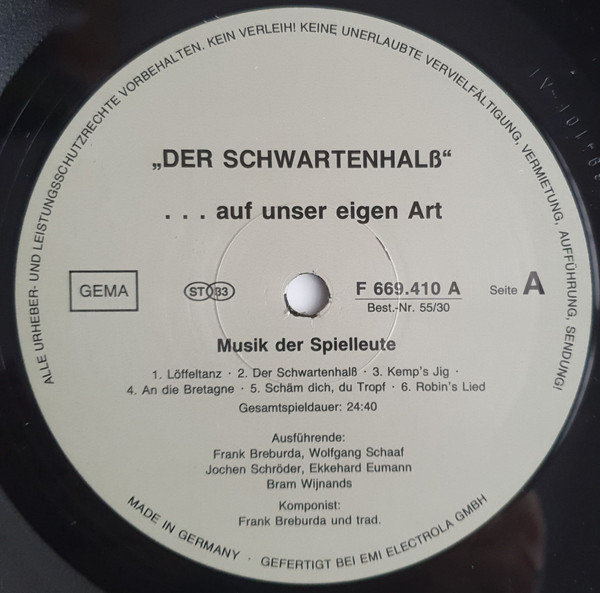 ALLE URHEBER- UND LEISTUNGSSCHUTZRECHTE VORBEHALTEN. KEIN VERLEIH! KEINE UNERLAUBTE VERVIELFÄLTIGUNG, VERMIETUNG, AUFFÜHRUNG, SENDUNG!
„DER SCHWARTENHALß“
. . . auf unser eigen Art
GEMA
ST 33
F 669.410 A
Best.-Nr. 55/30
Seite A
Musik der Spielleute
1. Löffeltanz · 2. Der Schwartenhalß · 3. Kemp's Jig ·
4. An die Bretagne · 5. Schäm dich, du Tropf · 6. Robin's Lied
Gesamtspieldauer: 24:40
Ausführende:
Frank Breburda, Wolfgang Schaaf
Jochen Schröder, Ekkehard Eumann
Bram Wijnands
Komponist:
Frank Breburda und trad.
MADE IN GERMANY · GEFERTIGT BEI EMI ELECTROLA GMBH